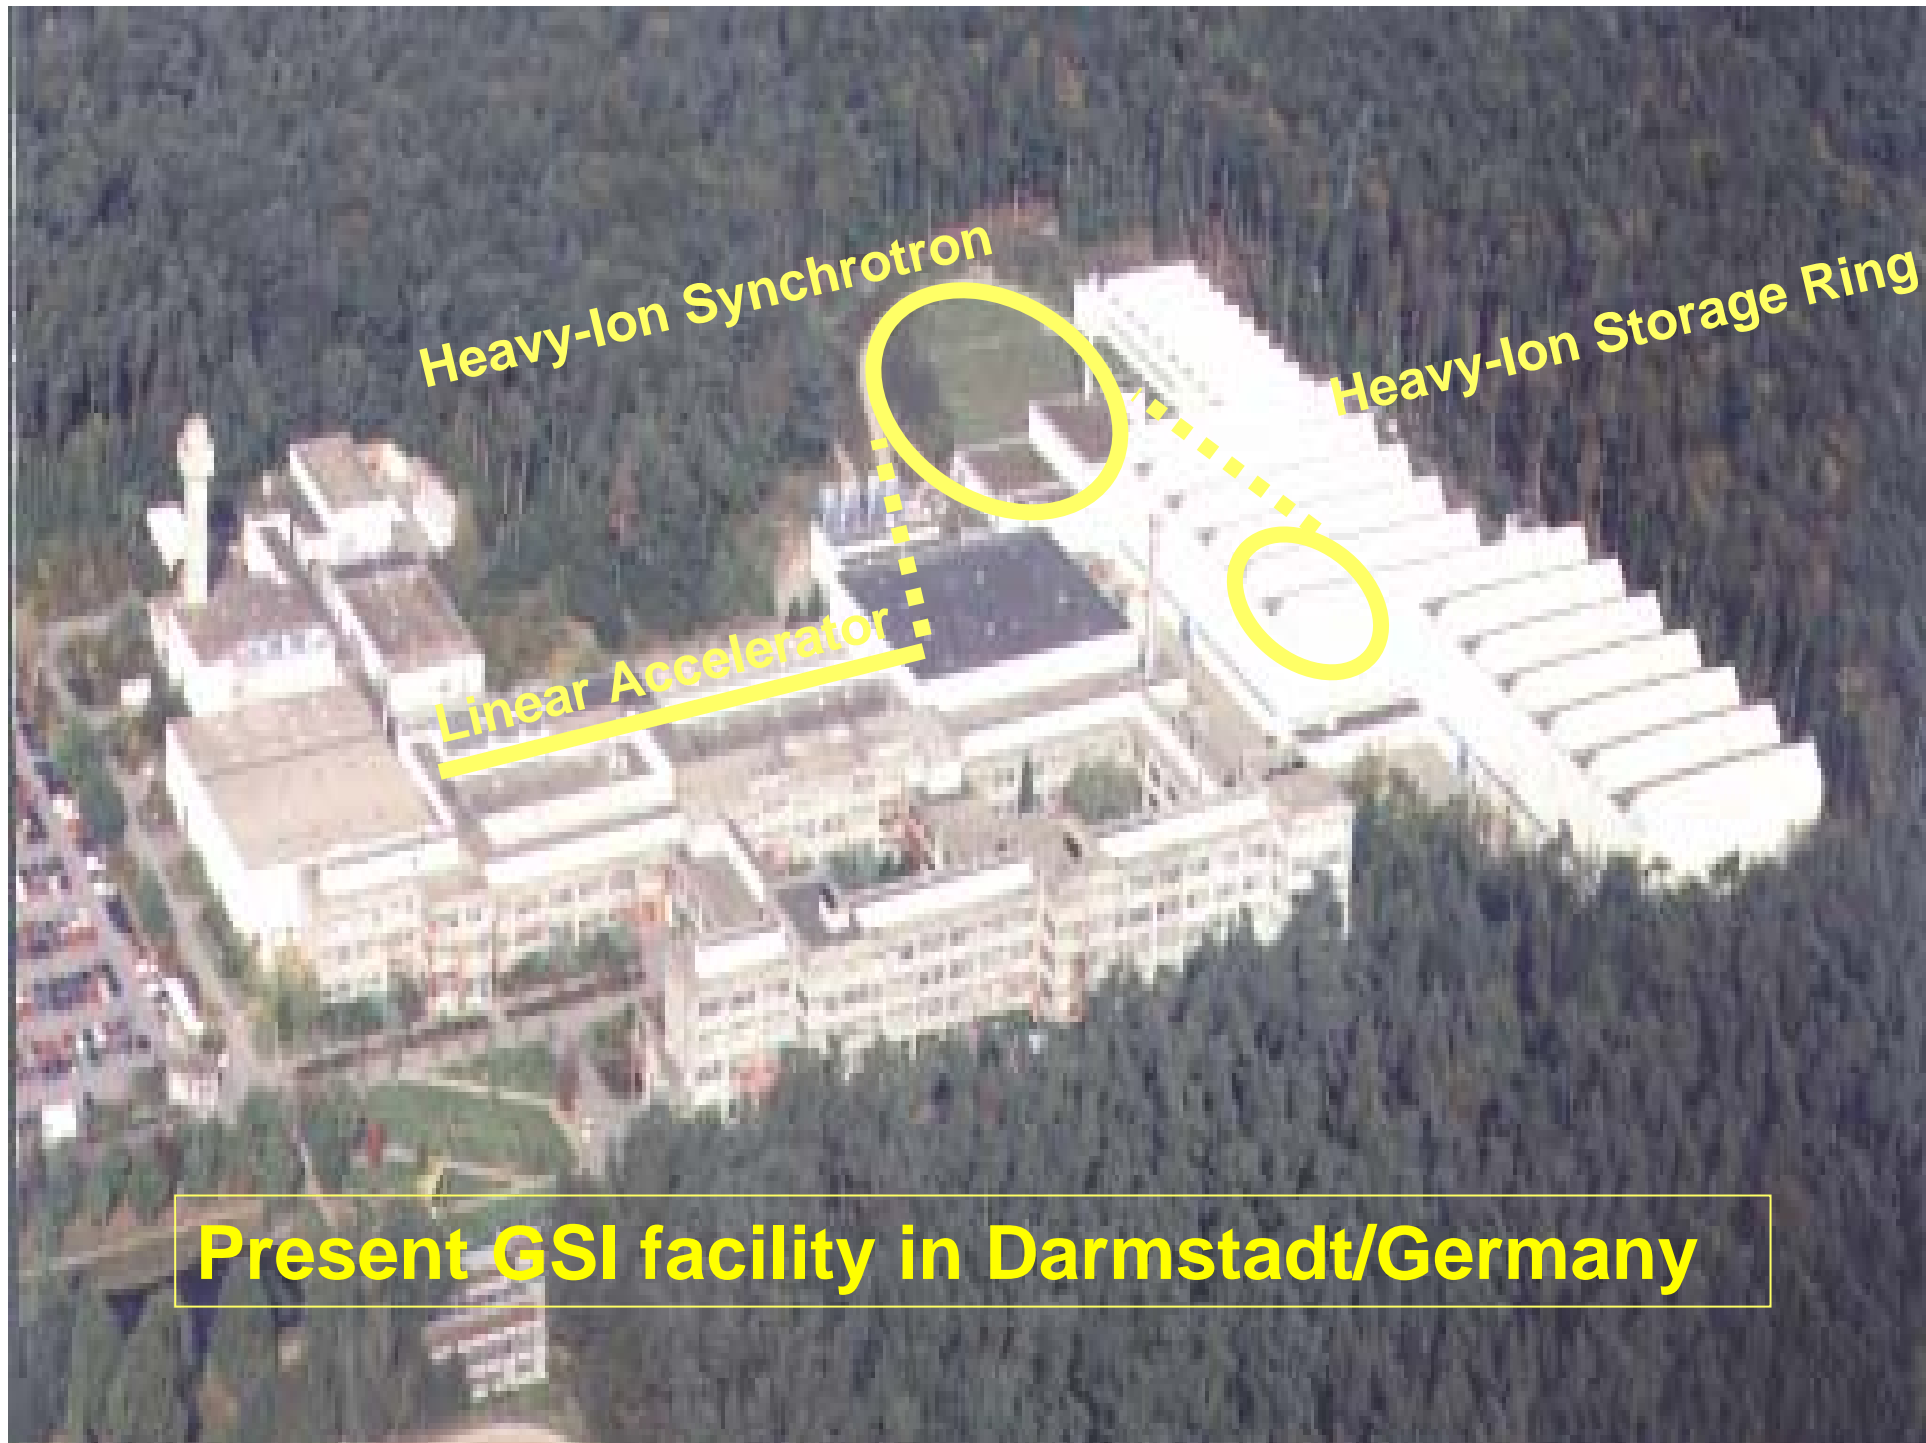 Heavy-Ion Synchrotron
Heavy-Ion Storage Ring
Linear Accelerator
Present GSI facility in Darmstadt/Germany